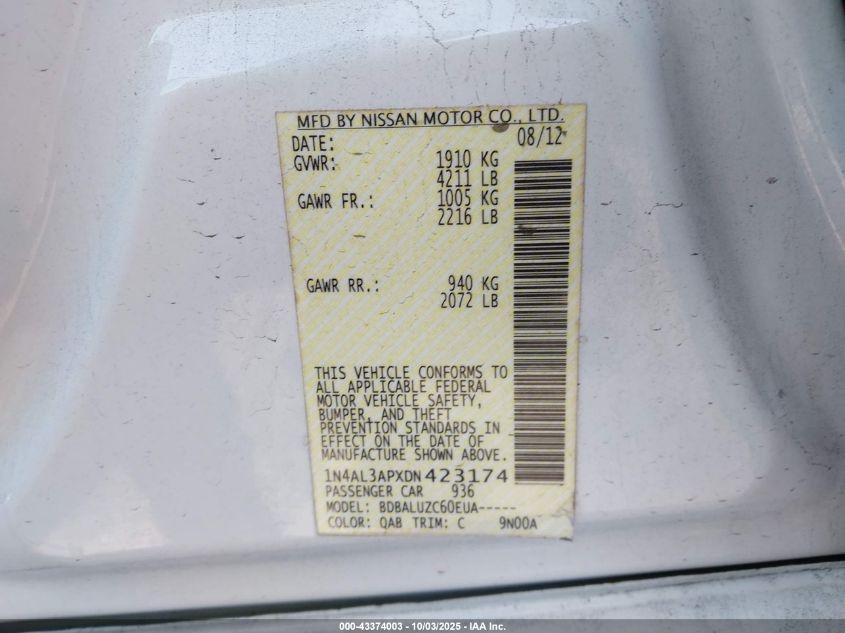 MFD BY NISSAN MOTOR CO., LTD.
DATE: 08/12
GVWR: 1910 KG
4211 LB
GAWR FR.: 1005 KG
2216 LB
GAWR RR.: 940 KG
2072 LB
THIS VEHICLE CONFORMS TO
ALL APPLICABLE FEDERAL
MOTOR VEHICLE SAFETY,
BUMPER, AND THEFT
PREVENTION STANDARDS IN
EFFECT ON THE DATE OF
MANUFACTURE SHOWN ABOVE.
1N4AL3APXDN423174
PASSENGER CAR 936
MODEL: BDBALUZC60EUA-----
COLOR: QAB TRIM: C 9N00A
000-43374003 - 10/03/2025 - IAA Inc.